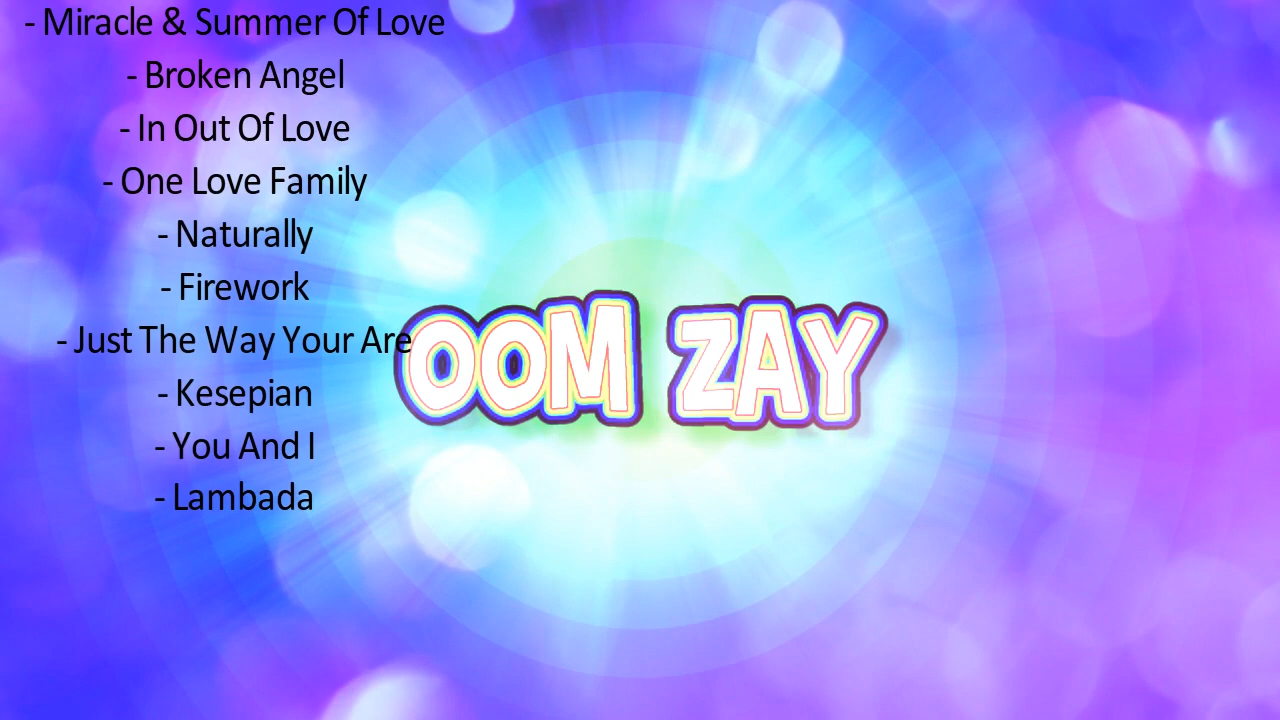 - Miracle & Summer Of Love
- Broken Angel
- In Out Of Love
- One Love Family
- Naturally
- Firework
- Just The Way Your Are
OOM ZAY
- Kesepian
- You And I
- Lambada